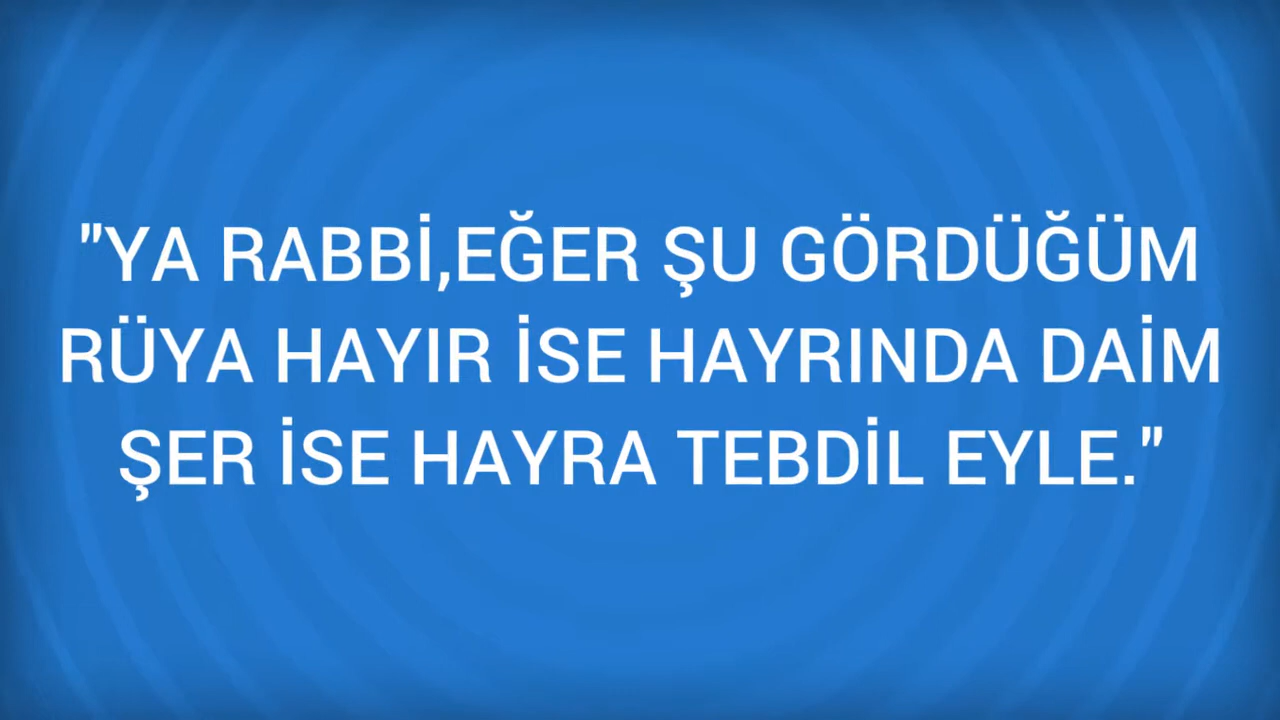 "YA RABBİ,EĞER ŞU GÖRDÜĞÜM
RÜYA HAYIR İSE HAYRINDA DAİM
ŞER İSE HAYRA TEBDİL EYLE."